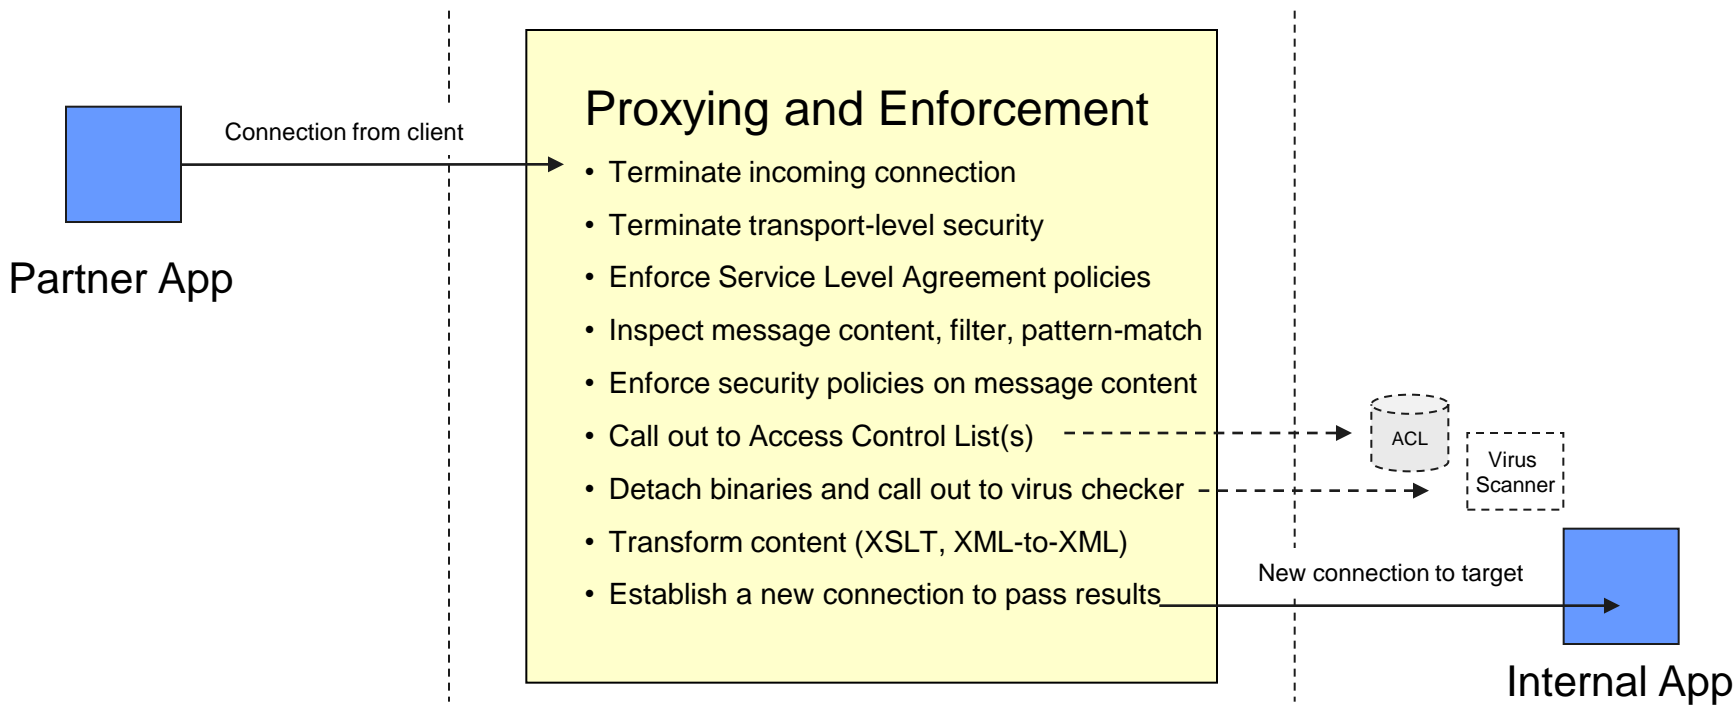 Proxying and Enforcement
Connection from client
• Terminate incoming connection
• Terminate transport-level security
Partner App
• Enforce Service Level Agreement policies
• Inspect message content, filter, pattern-match
• Enforce security policies on message content
• Call out to Access Control List(s)
ACL
Virus
Scanner
• Detach binaries and call out to virus checker
• Transform content (XSLT, XML-to-XML)
New connection to target
• Establish a new connection to pass results
Internal App